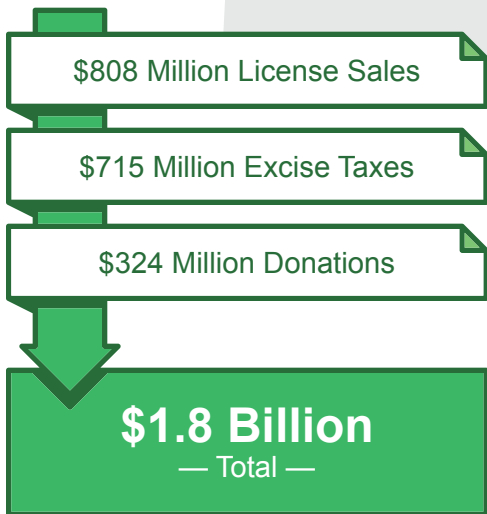 $808 Million License Sales
$715 Million Excise Taxes
$324 Million Donations
$1.8 Billion
— Total —